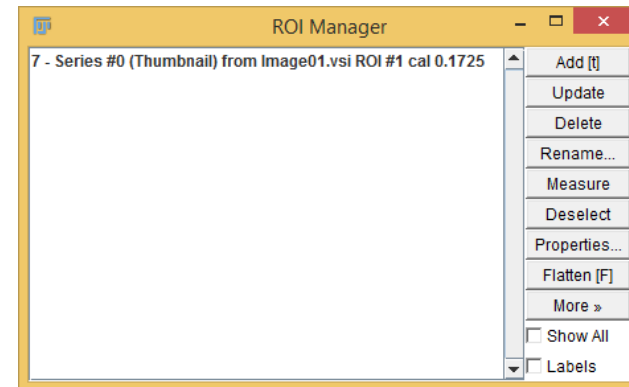 ROI Manager
7 - Series #0 (Thumbnail) from Image01.vsi ROI #1 cal 0.1725
Add [t]
Update
Delete
Rename...
Measure
Deselect
Properties...
Flatten [F]
More »
Show All
Labels